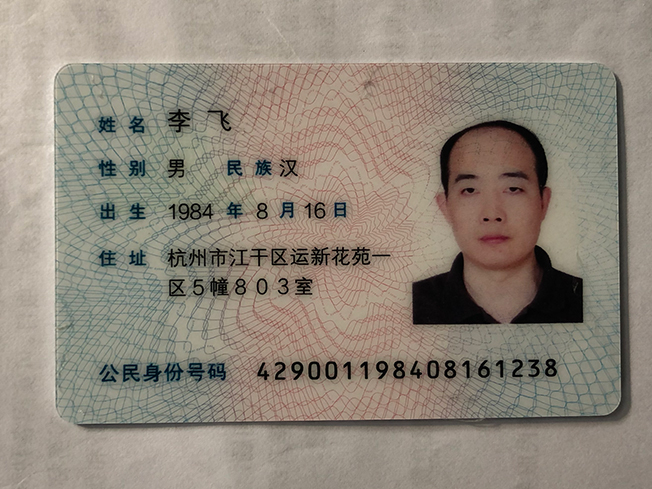 姓名 李飞
性别 男 民族 汉
出生 1984 年 8 月 16 日
住址 杭州市江干区运新花苑一
区5幢803室
公民身份号码 429001198408161238